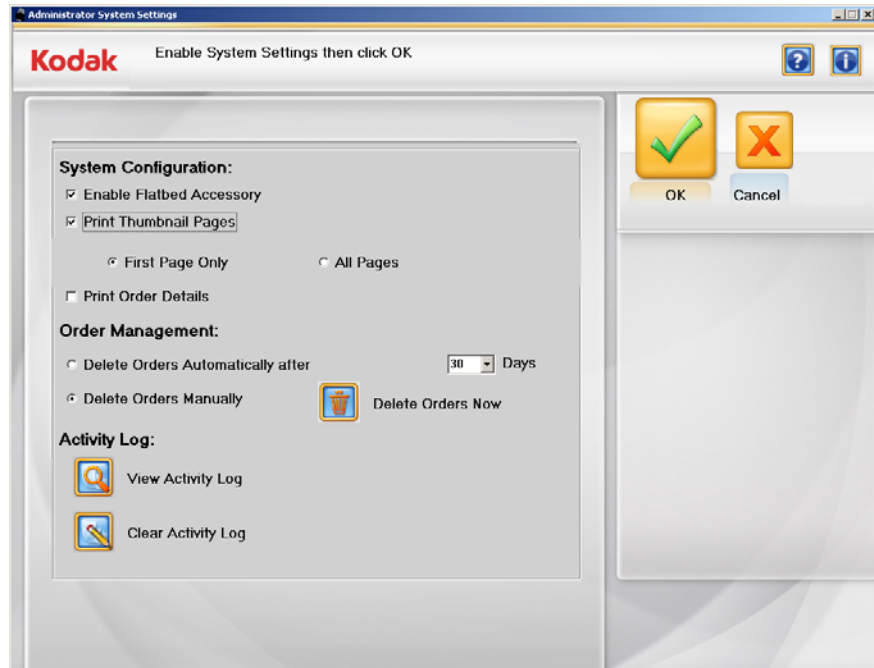 Administrator System Settings
Kodak
Enable System Settings then click OK
OK
Cancel
System Configuration:
Enable Flatbed Accessory
Print Thumbnail Pages
First Page Only All Pages
Print Order Details
Order Management:
Delete Orders Automatically after 30 Days
Delete Orders Manually Delete Orders Now
Activity Log:
View Activity Log
Clear Activity Log